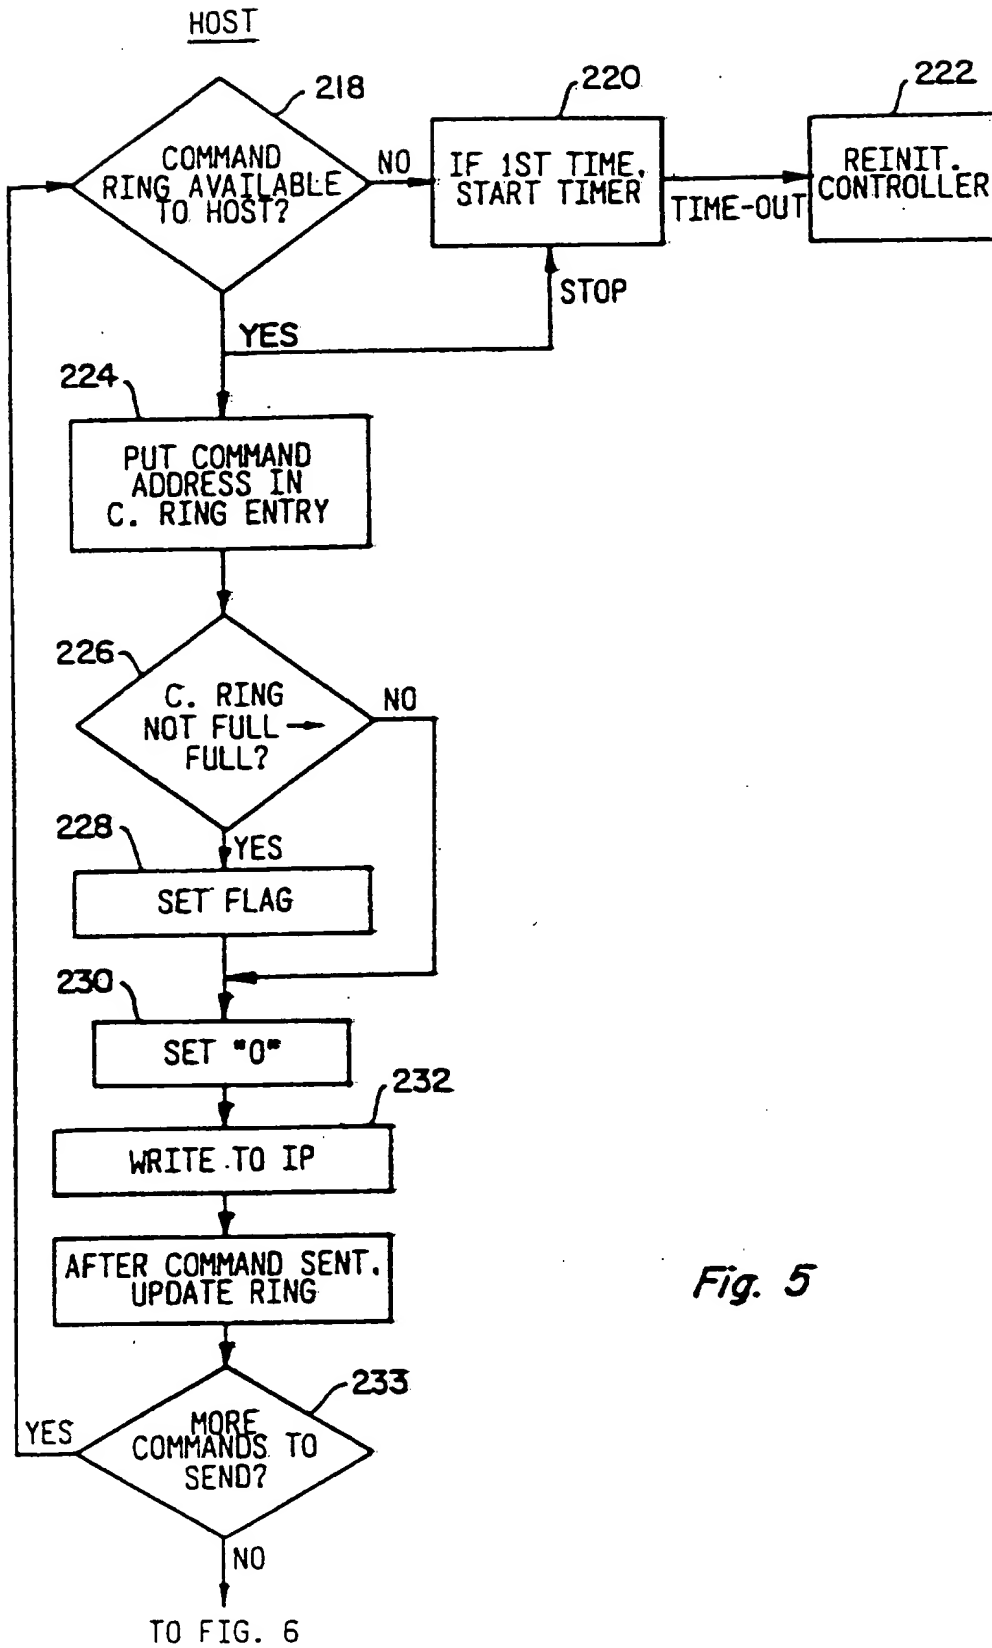 HOST
218
COMMAND
RING AVAILABLE
TO HOST?
NO
220
IF 1ST TIME,
START TIMER
TIME-OUT
222
REINIT.
CONTROLLER
YES
STOP
224
PUT COMMAND
ADDRESS IN
C. RING ENTRY
226
C. RING
NOT FULL →
FULL?
NO
228
YES
SET FLAG
230
SET "O"
232
WRITE TO IP
AFTER COMMAND SENT.
UPDATE RING
233
MORE
COMMANDS TO
SEND?
YES
NO
TO FIG. 6
Fig. 5